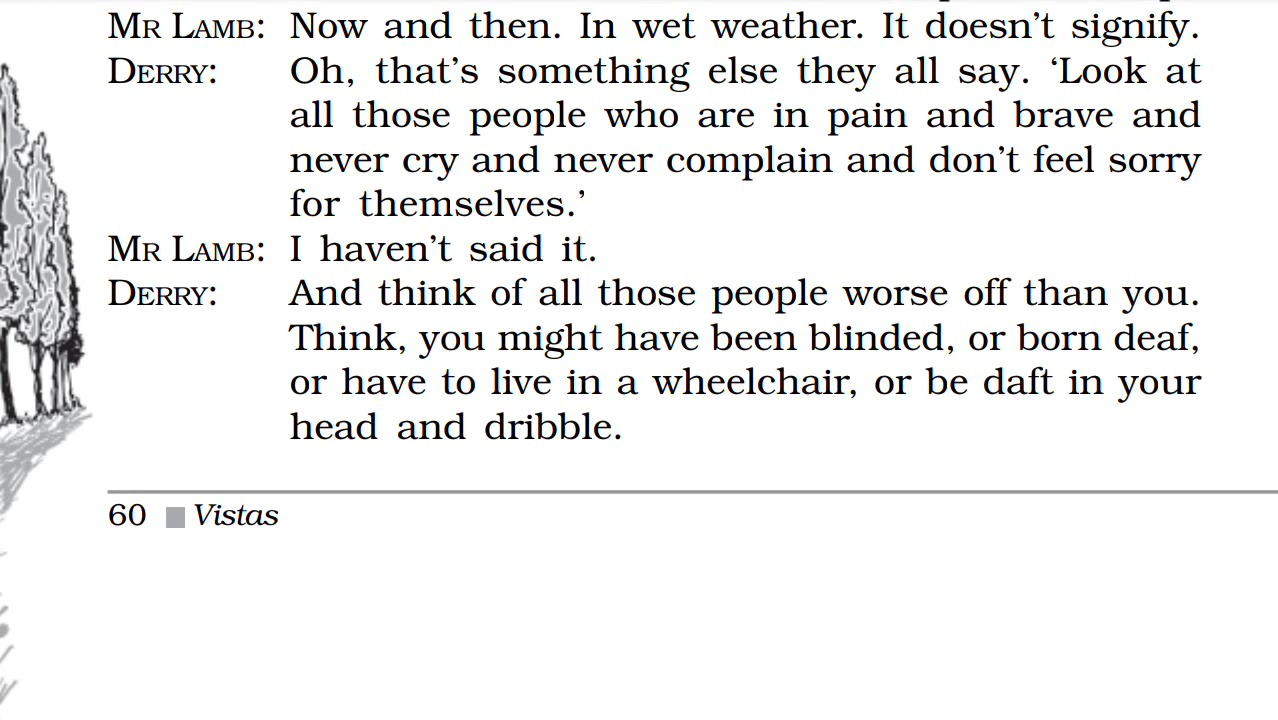 MR LAMB: Now and then. In wet weather. It doesn’t signify.
DERRY: Oh, that’s something else they all say. ‘Look at
all those people who are in pain and brave and
never cry and never complain and don’t feel sorry
for themselves.’
MR LAMB: I haven’t said it.
DERRY: And think of all those people worse off than you.
Think, you might have been blinded, or born deaf,
or have to live in a wheelchair, or be daft in your
head and dribble.
60 Vistas